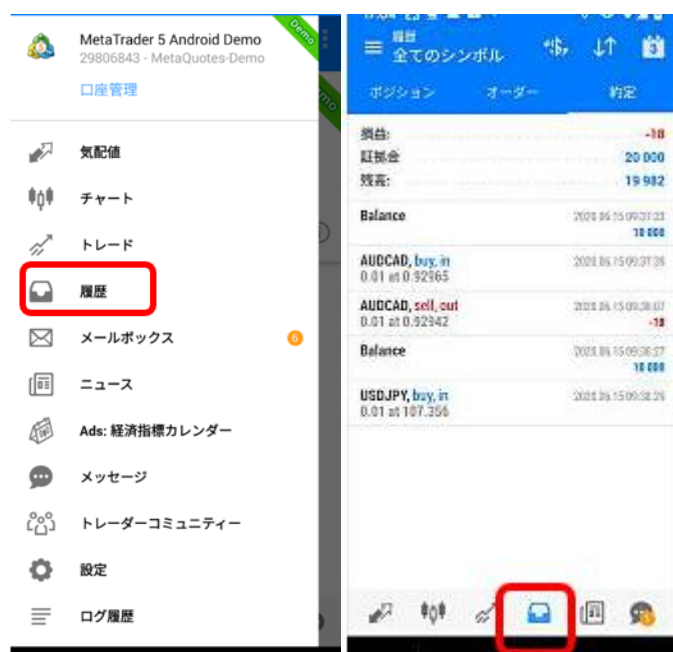 MetaTrader 5 Android Demo
29806843 - MetaQuotes-Demo
口座管理
Demo
気配値
チャート
トレード
履歴
メールボックス
6
ニュース
Ads: 経済指標カレンダー
メッセージ
トレーダーコミュニティー
設定
ログ履歴
履歴
全てのシンボル
ポジション オーダー 約定
損益: -18
証拠金 20 000
残高: 19 982
Balance
10 000
AUDCAD, buy, in
0.01 at 0.92965
AUDCAD, sell, out
0.01 at 0.92942
-18
Balance
10 000
USDJPY, buy, in
0.01 at 107.356